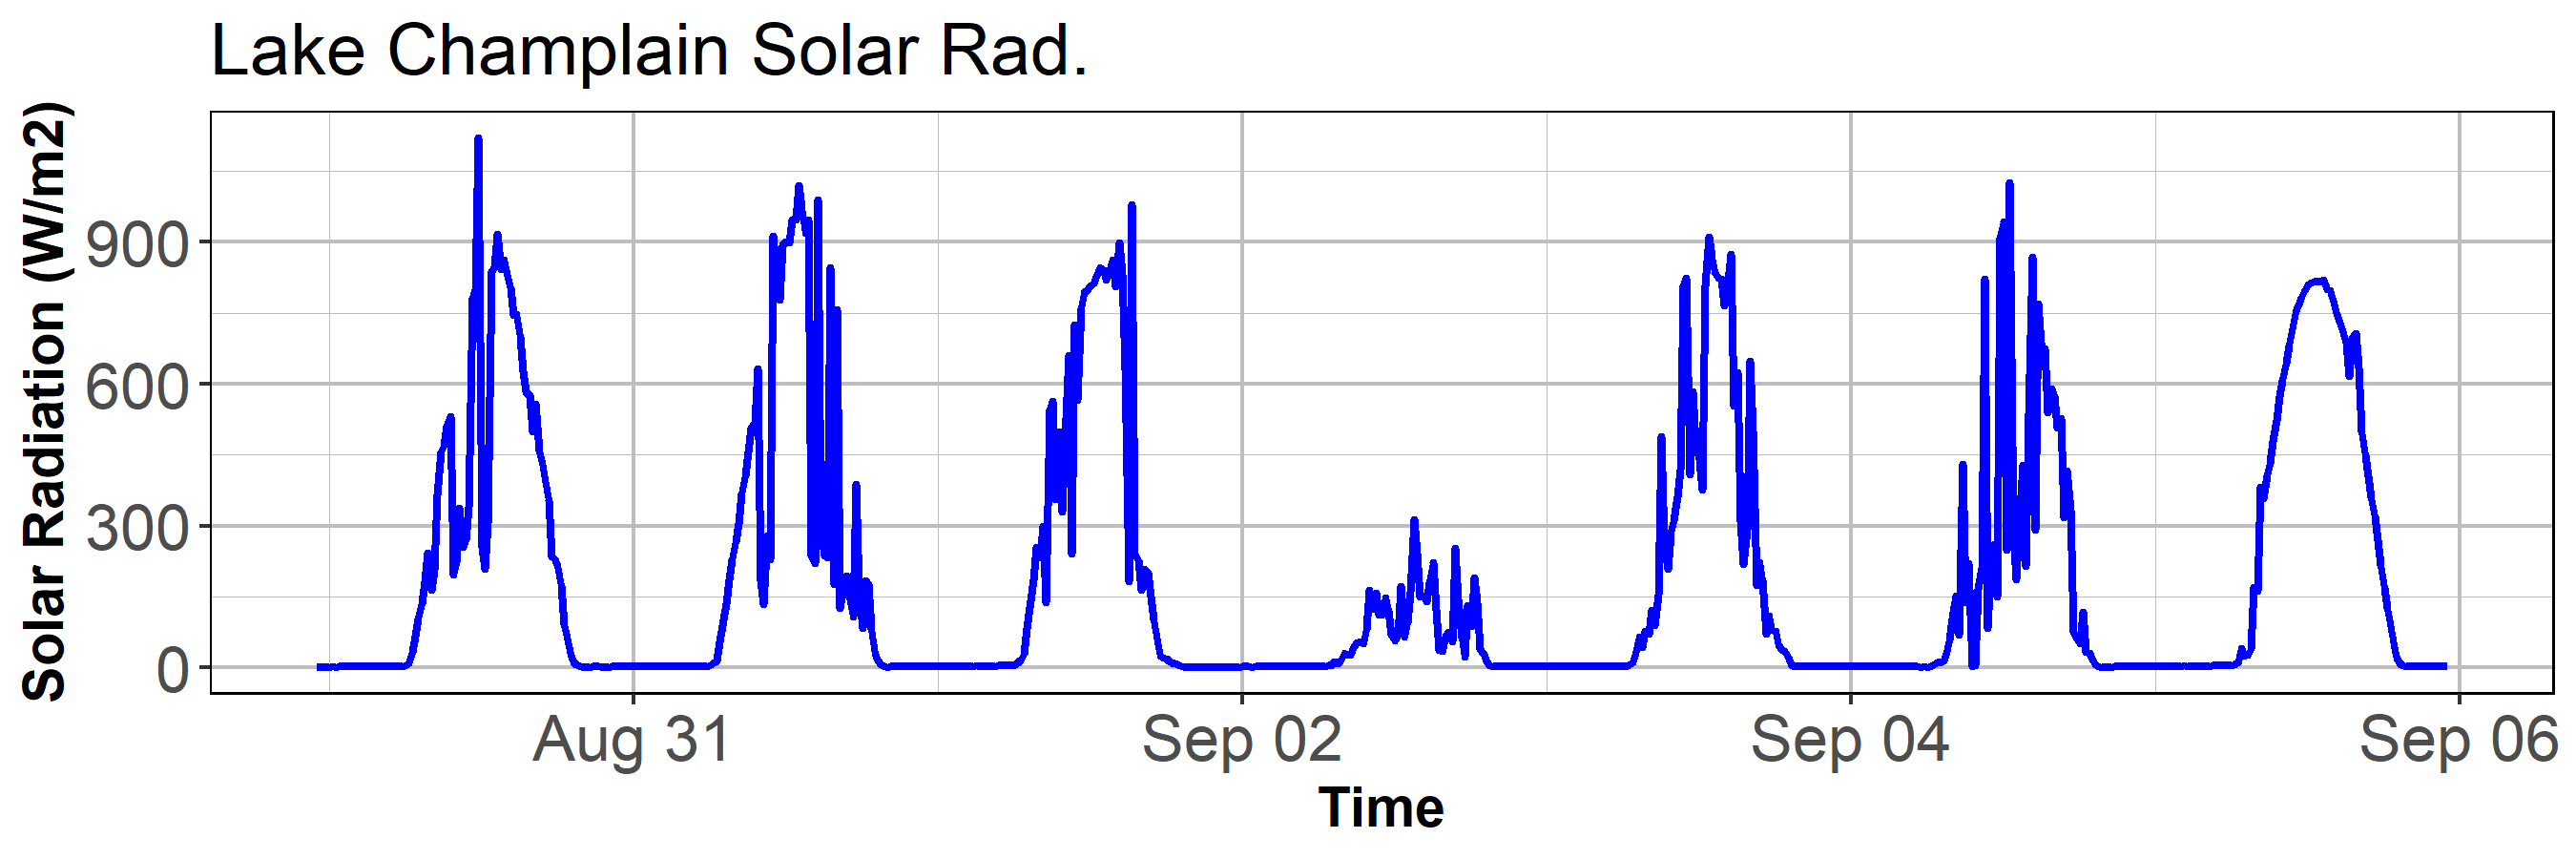 Lake Champlain Solar Rad.
Solar Radiation (W/m2)
900
600
300
0
Aug 31 Sep 02 Sep 04 Sep 06
Time